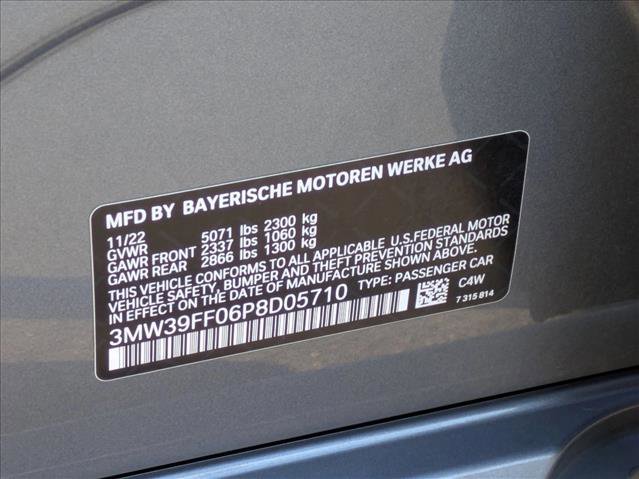 MFD BY BAYERISCHE MOTOREN WERKE AG
11/22 5071 lbs 2300 kg
GVWR 2337 lbs 1060 kg
GAWR FRONT 2866 lbs 1300 kg
GAWR REAR
THIS VEHICLE CONFORMS TO ALL APPLICABLE U.S.FEDERAL MOTOR
VEHICLE SAFETY, BUMPER, AND THEFT PREVENTION STANDARDS
IN EFFECT ON THE DATE OF MANUFACTURE SHOWN ABOVE.
3MW39FF06P8D05710 TYPE: PASSENGER CAR
C4W
7 315 814